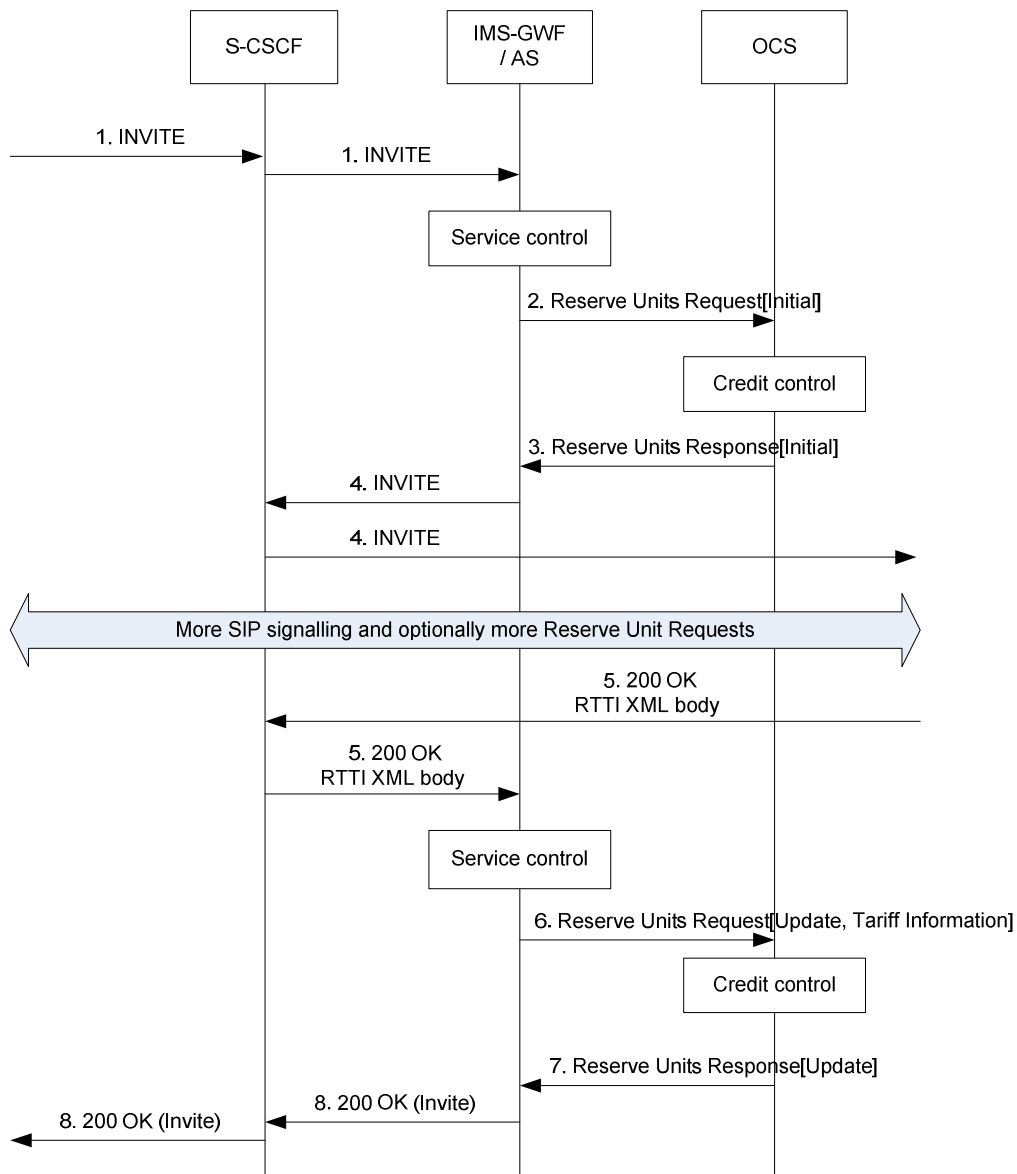 S-CSCF
IMS-GWF
/ AS
OCS
1. INVITE
1. INVITE
Service control
2. Reserve Units Request[Initial]
Credit control
3. Reserve Units Response[Initial]
4. INVITE
4. INVITE
More SIP signalling and optionally more Reserve Unit Requests
5. 200 OK
RTTI XML body
5. 200 OK
RTTI XML body
Service control
6. Reserve Units Request[Update, Tariff Information]
Credit control
7. Reserve Units Response[Update]
8. 200 OK (Invite)
8. 200 OK (Invite)